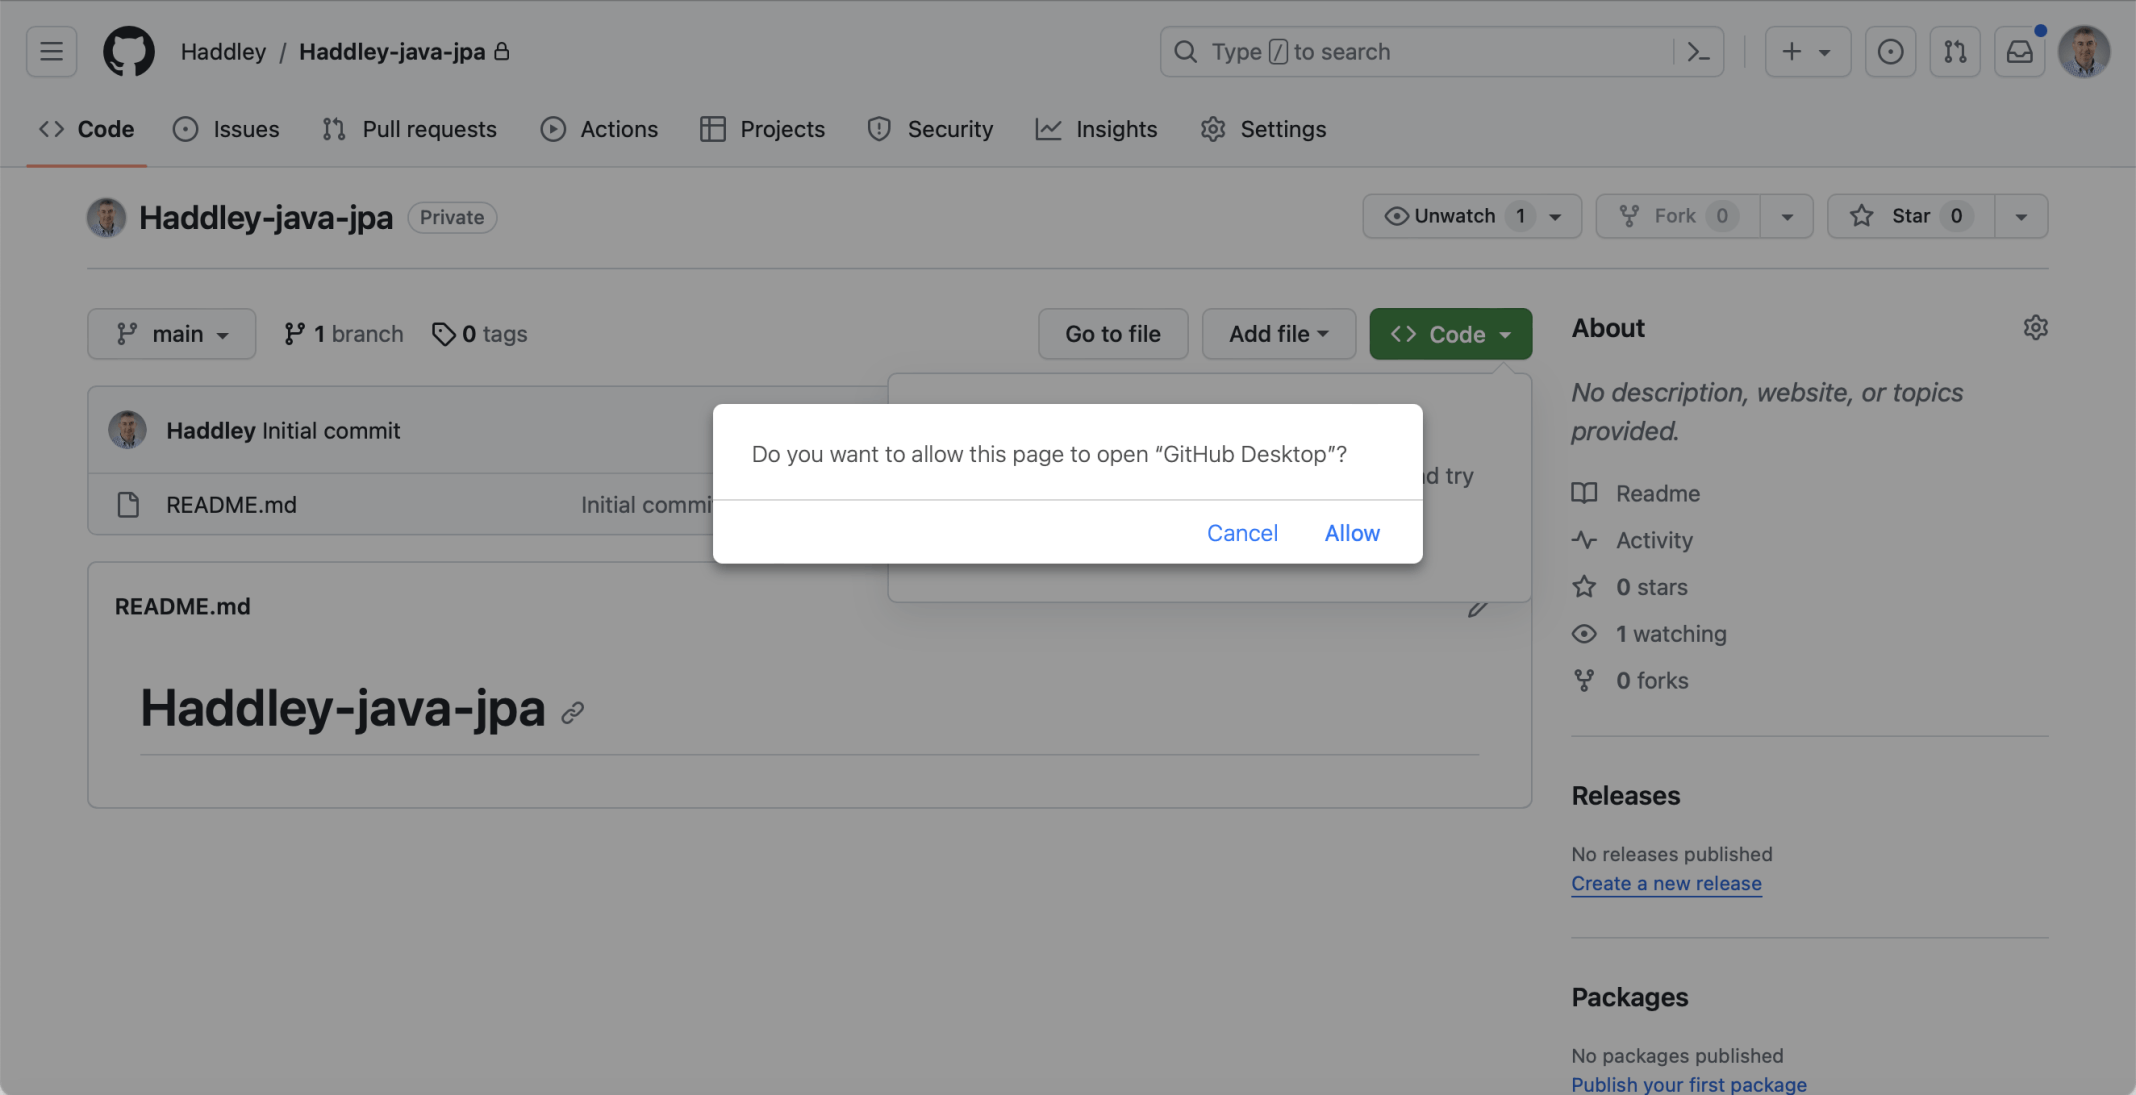 Haddley / Haddley-java-jpa
Type / to search
Code Issues Pull requests Actions Projects Security Insights Settings
Haddley-java-jpa Private
Unwatch 1 Fork 0 Star 0
main 1 branch 0 tags Go to file Add file Code
Haddley Initial commit
README.md Initial commi
Do you want to allow this page to open “GitHub Desktop”?
Cancel Allow
try
README.md
Haddley-java-jpa
About
No description, website, or topics
provided.
Readme
Activity
0 stars
1 watching
0 forks
Releases
No releases published
Create a new release
Packages
No packages published
Publish your first package